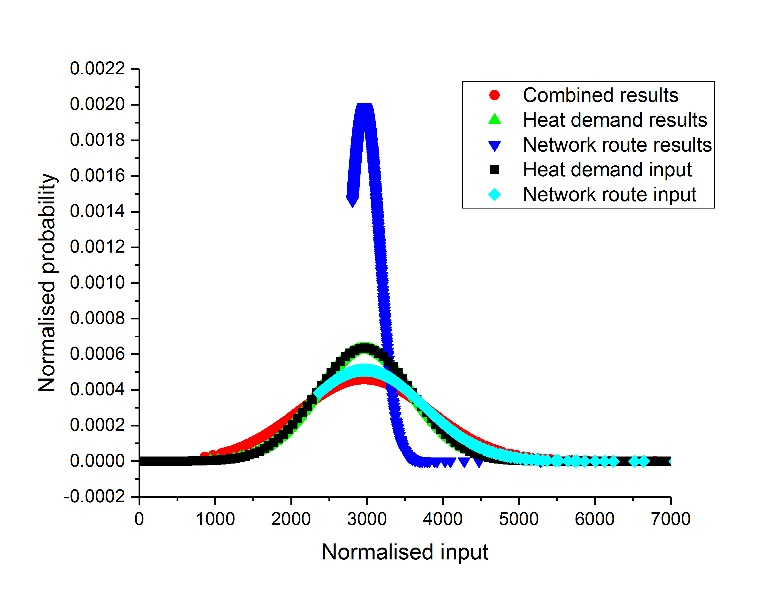 0.0022
0.0020
0.0018
0.0016
0.0014
0.0012
0.0010
0.0008
0.0006
0.0004
0.0002
0.0000
-0.0002
Normalised probability
Combined results
Heat demand results
Network route results
Heat demand input
Network route input
0 1000 2000 3000 4000 5000 6000 7000
Normalised input